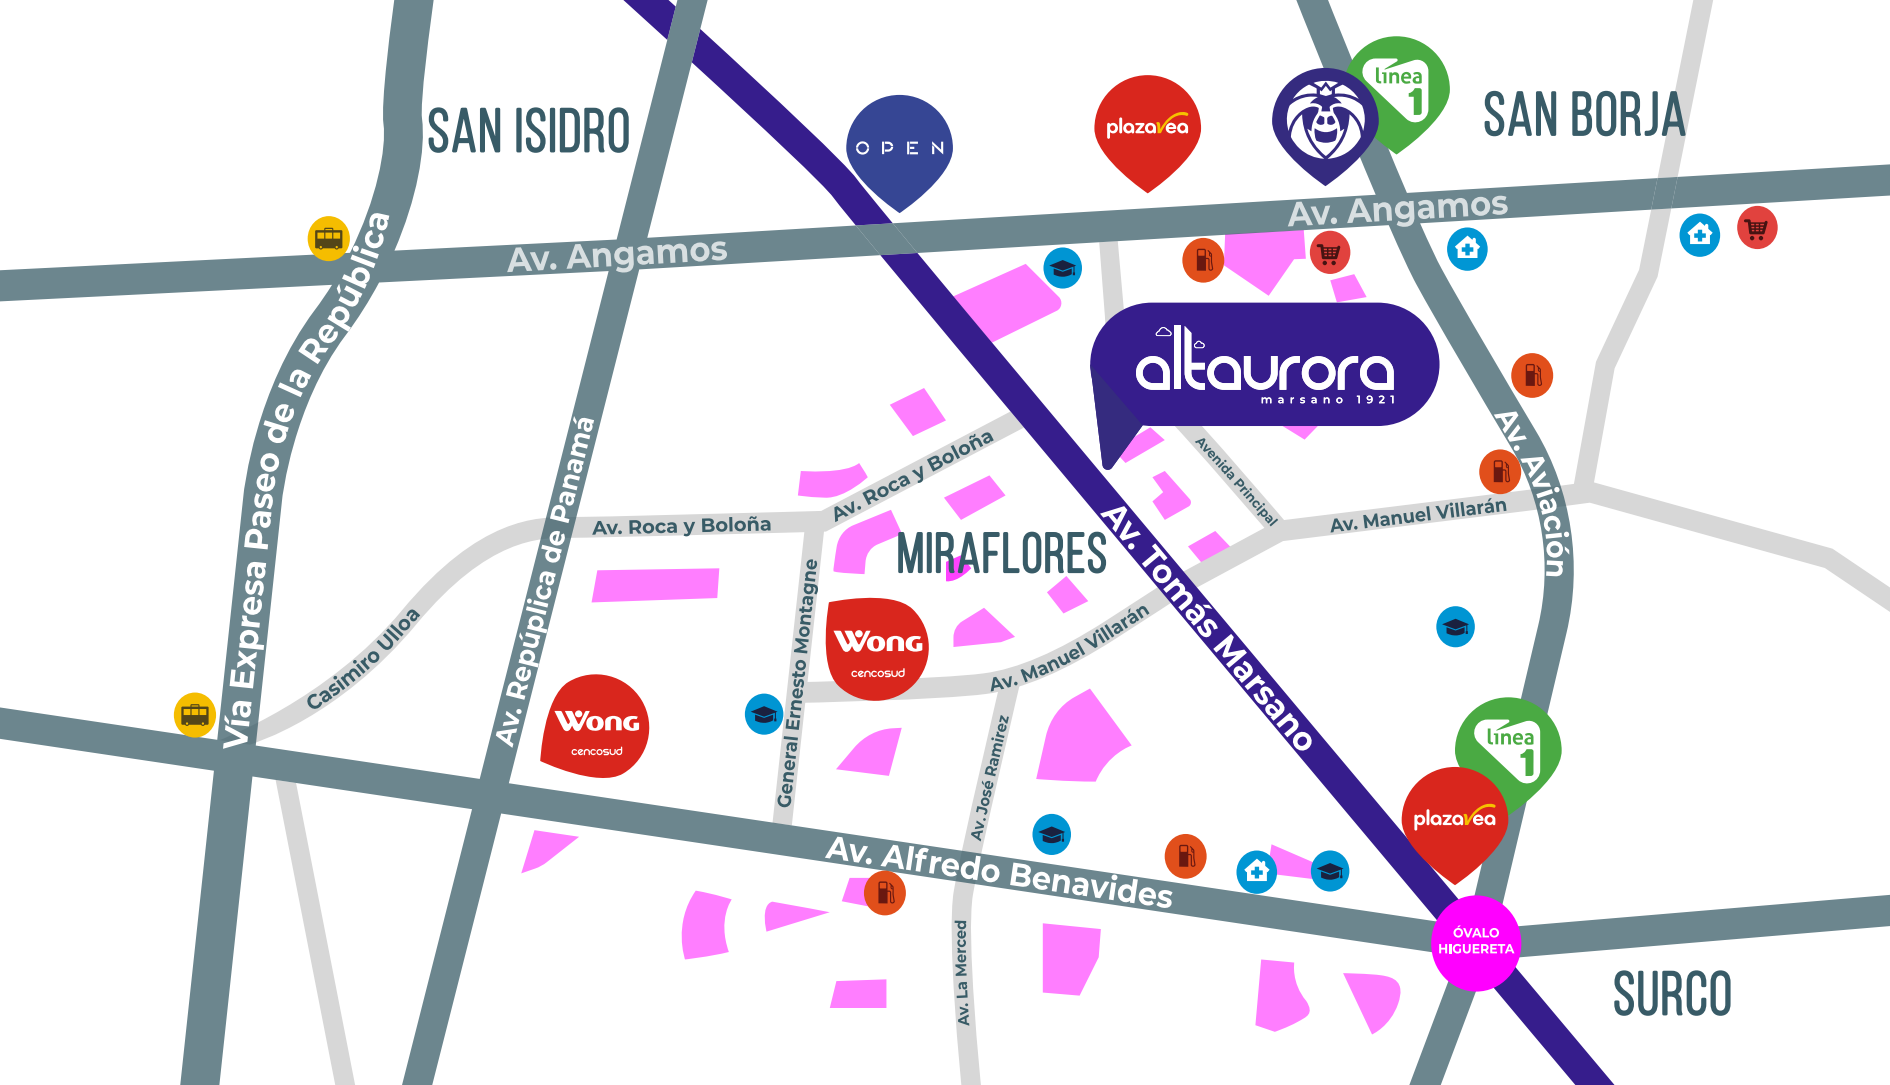 línea
1
SAN ISIDRO
SAN BORJA
OPEN
plazavea
Av. Angamos
Av. Angamos
Vía Expresa Paseo de la República
altaurora
marsano 1921
Av. Repúplica de Panamá
Av. Roca y Boloña
Av. Roca y Boloña
Avenida Principal
Av. Aviación
Av. Manuel Villarán
MIRAFLORES
Av. Tomás Marsano
Casimiro Ulloa
General Ernesto Montagne
WONG
cencosud
Av. Manuel Villarán
WONG
cencosud
Av. José Ramirez
línea
1
plazavea
Av. Alfredo Benavides
Av. La Merced
ÓVALO
HIGUERETA
SURCO